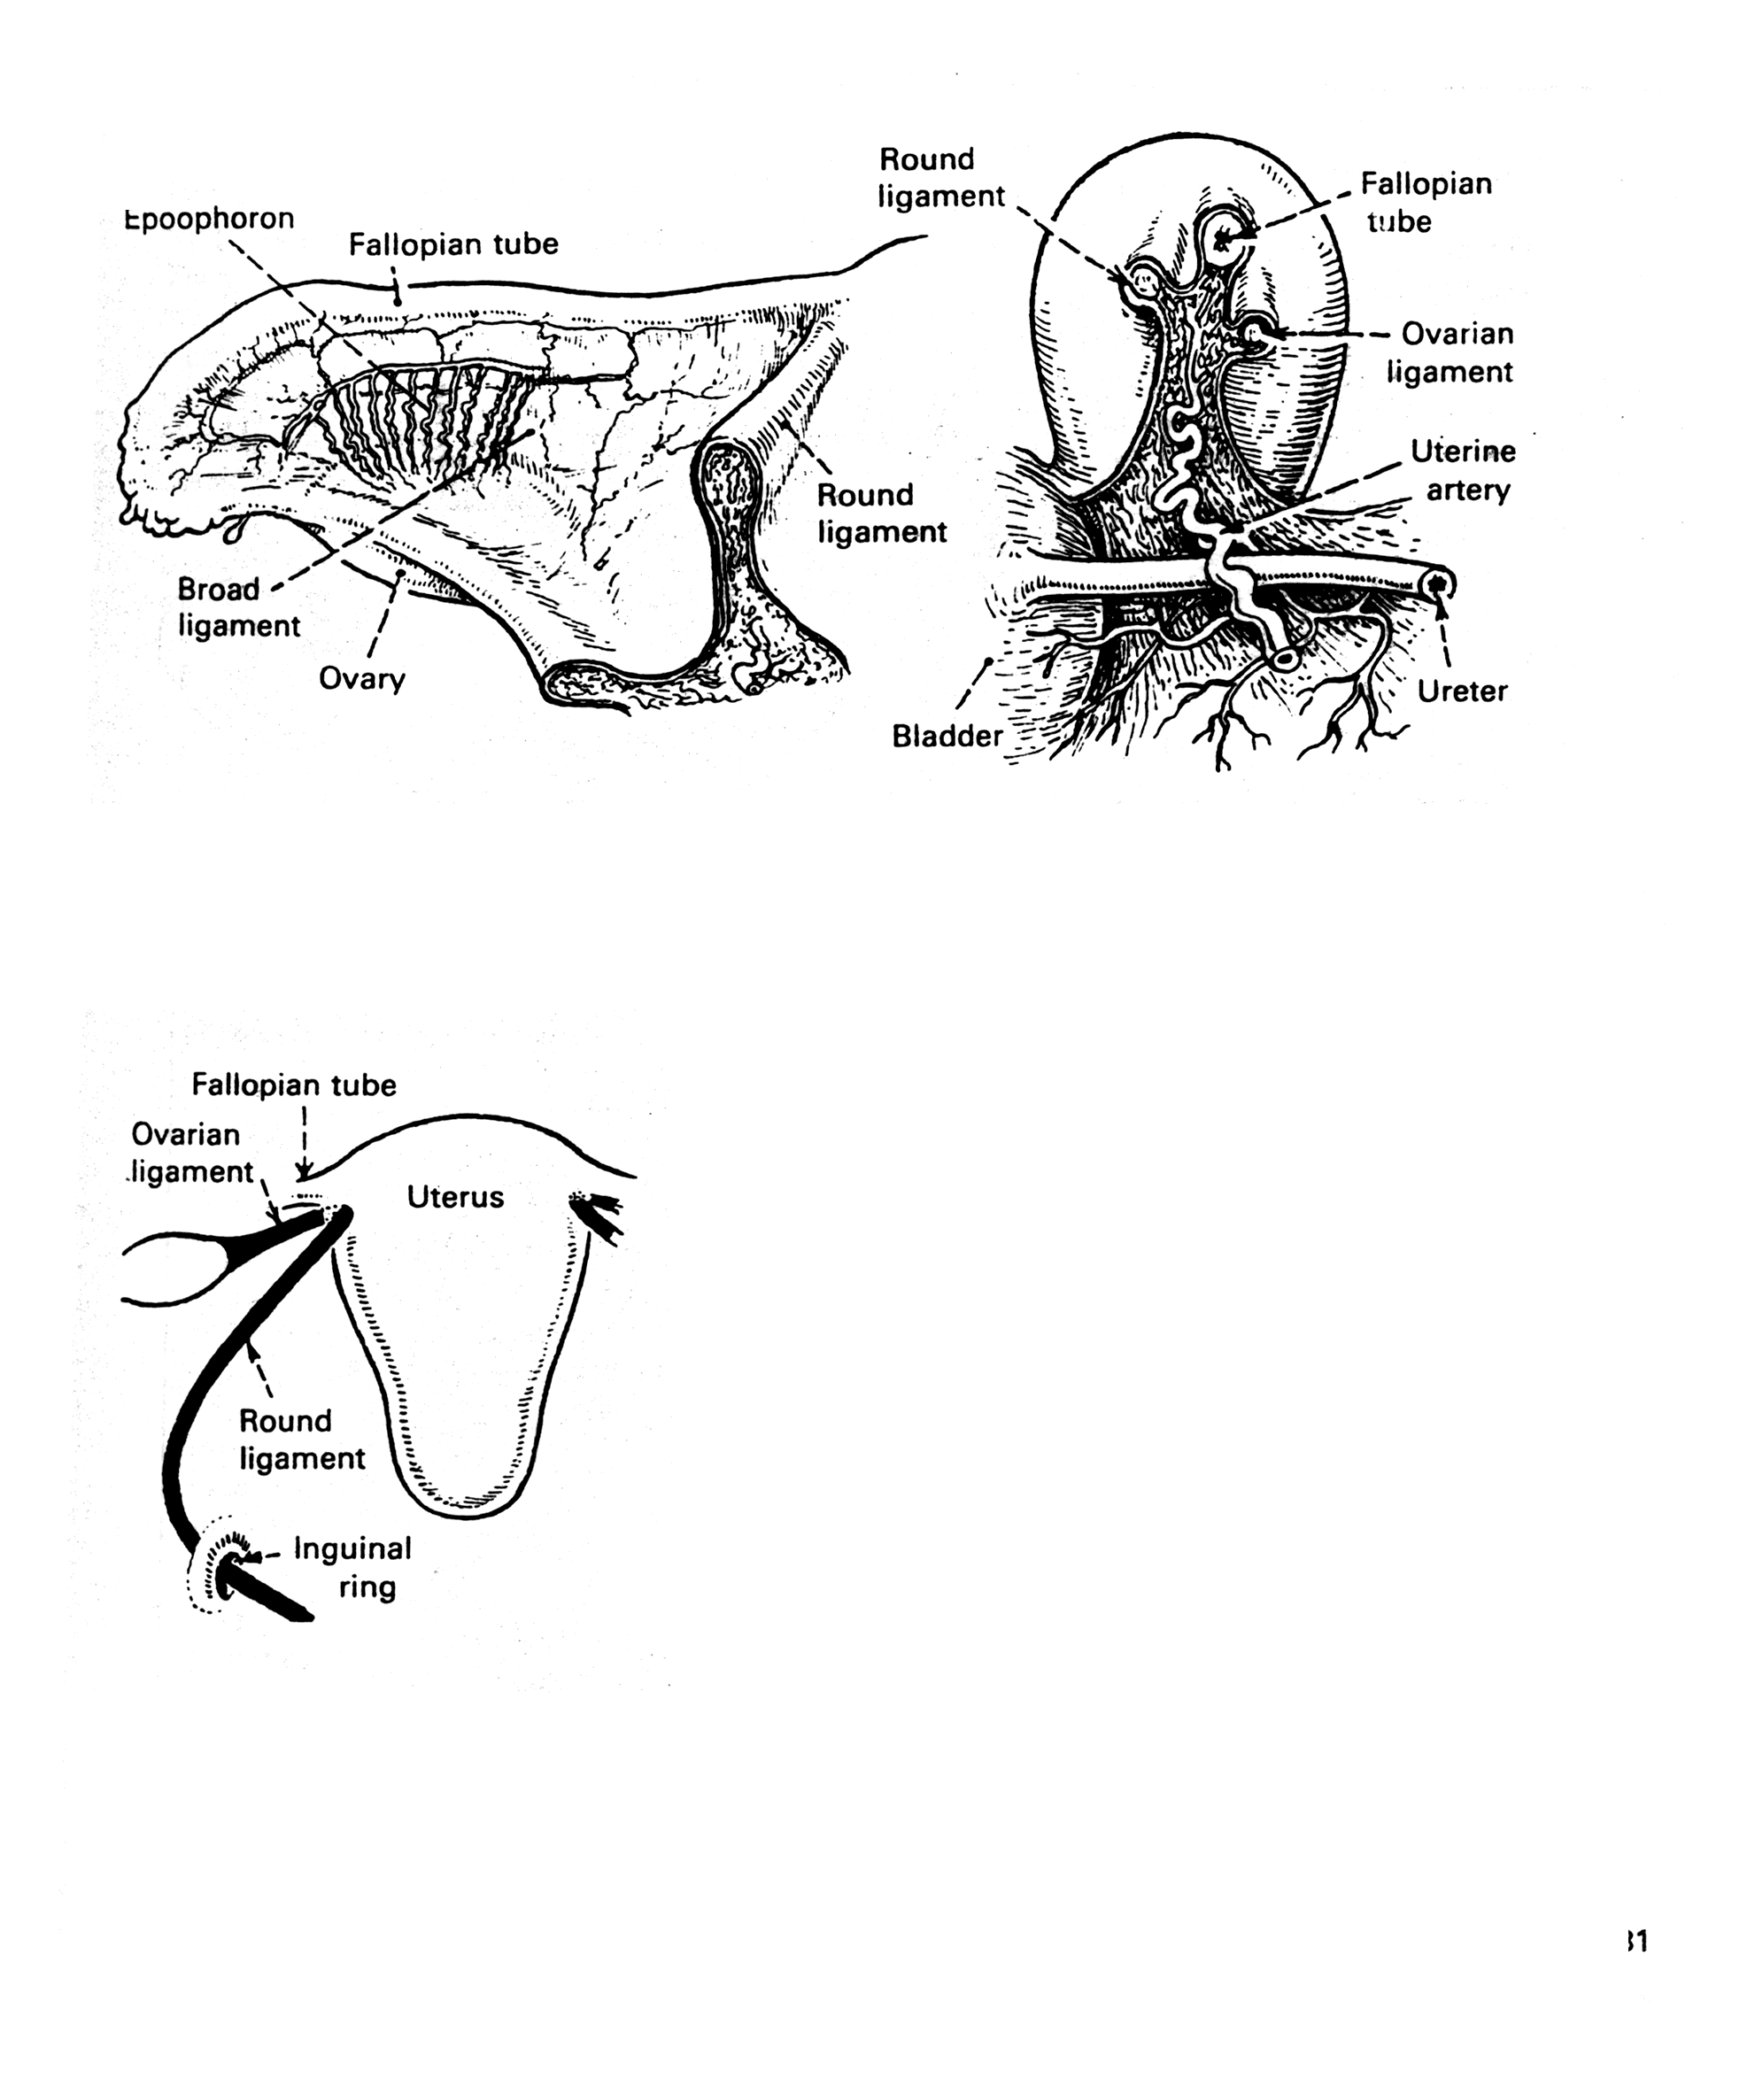 Epoophoron
Fallopian tube
Broad
ligament
Ovary
Round
ligament
Round
ligament
Fallopian
tube
Ovarian
ligament
Uterine
artery
Ureter
Bladder
Fallopian tube
Ovarian
ligament
Uterus
Round
ligament
Inguinal
ring
31